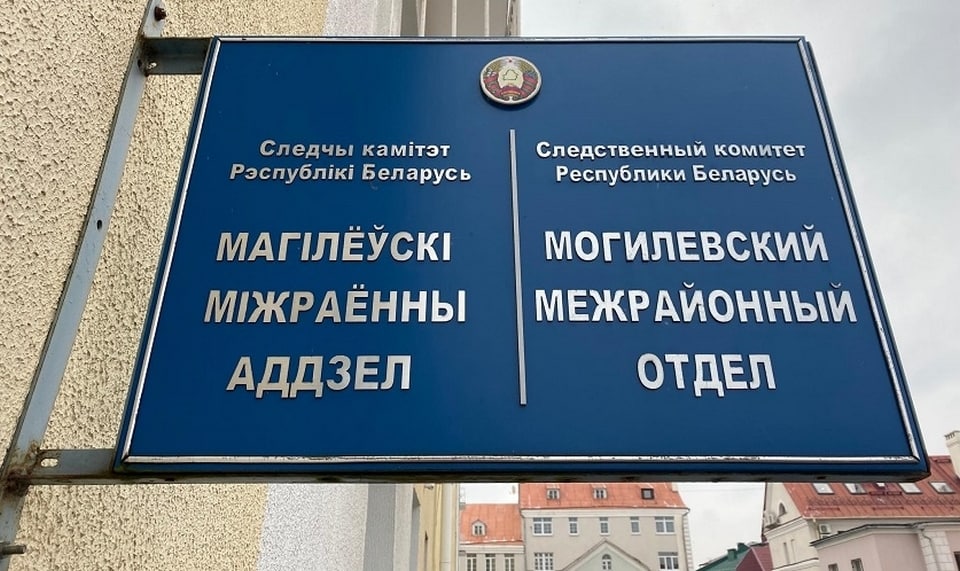 Следчы камітэт
Рэспублікі Беларусь
МАГІЛЁЎСКІ
МІЖРАЁННЫ
АДДЗЕЛ
Следственный комитет
Республики Беларусь
МОГИЛЕВСКИЙ
МЕЖРАЙОННЫЙ
ОТДЕЛ